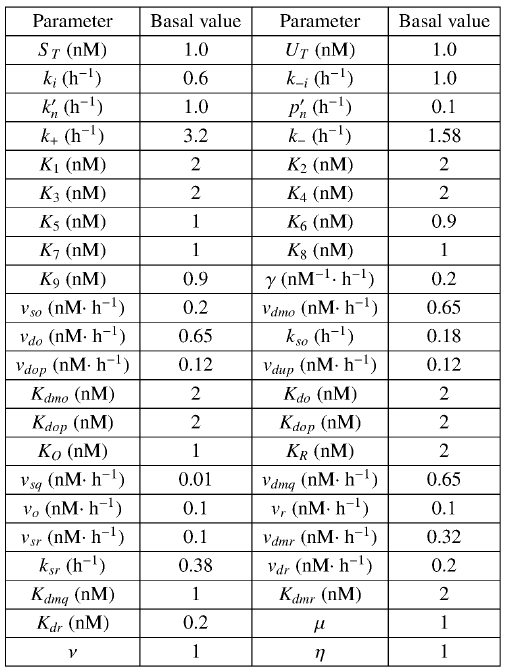 Parameter Basal value Parameter Basal value
S_T (nM) 1.0 U_T (nM) 1.0
k_i (h⁻¹) 0.6 k_{−i} (h⁻¹) 1.0
k′_n (h⁻¹) 1.0 p′_n (h⁻¹) 0.1
k_+ (h⁻¹) 3.2 k_− (h⁻¹) 1.58
K_1 (nM) 2 K_2 (nM) 2
K_3 (nM) 2 K_4 (nM) 2
K_5 (nM) 1 K_6 (nM) 0.9
K_7 (nM) 1 K_8 (nM) 1
K_9 (nM) 0.9 γ (nM⁻¹· h⁻¹) 0.2
v_{so} (nM· h⁻¹) 0.2 v_{dmo} (nM· h⁻¹) 0.65
v_{do} (nM· h⁻¹) 0.65 k_{so} (h⁻¹) 0.18
v_{dop} (nM· h⁻¹) 0.12 v_{dup} (nM· h⁻¹) 0.12
K_{dmo} (nM) 2 K_{do} (nM) 2
K_{dop} (nM) 2 K_{dop} (nM) 2
K_O (nM) 1 K_R (nM) 2
v_{sq} (nM· h⁻¹) 0.01 v_{dmq} (nM· h⁻¹) 0.65
v_o (nM· h⁻¹) 0.1 v_r (nM· h⁻¹) 0.1
v_{sr} (nM· h⁻¹) 0.1 v_{dmr} (nM· h⁻¹) 0.32
k_{sr} (h⁻¹) 0.38 v_{dr} (nM· h⁻¹) 0.2
K_{dmq} (nM) 1 K_{dmr} (nM) 2
K_{dr} (nM) 0.2 μ 1
ν 1 η 1